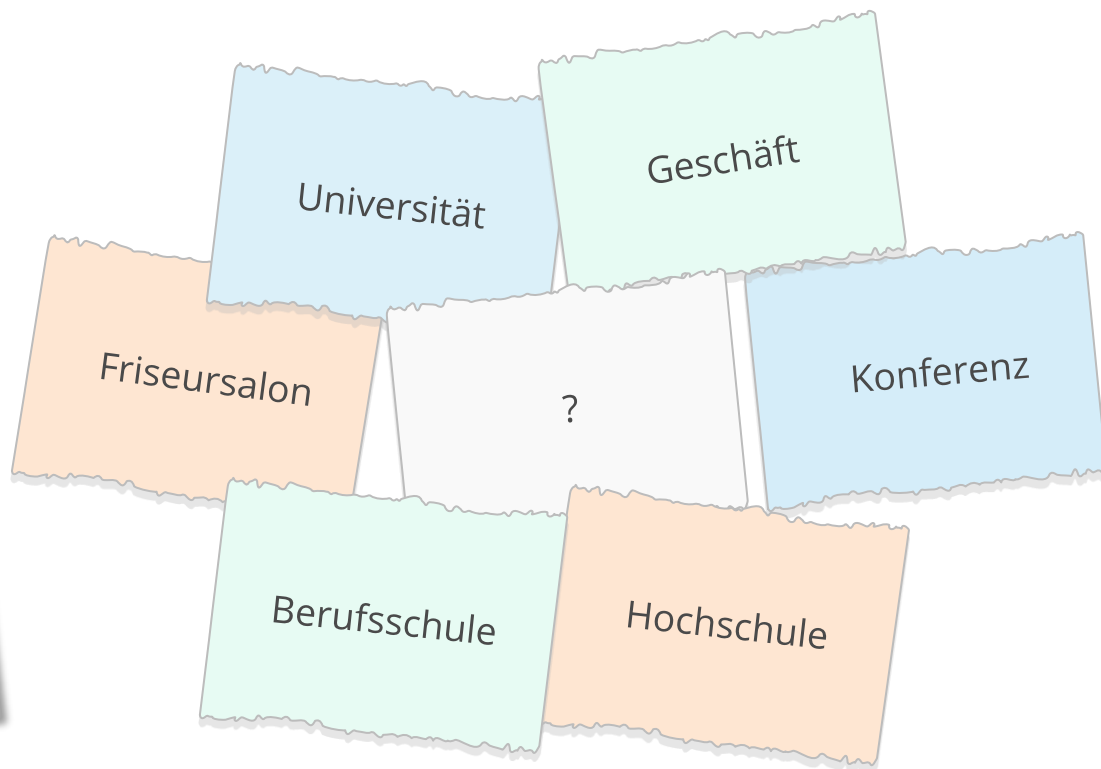 Universität
Geschäft
Friseursalon
?
Konferenz
Berufsschule
Hochschule